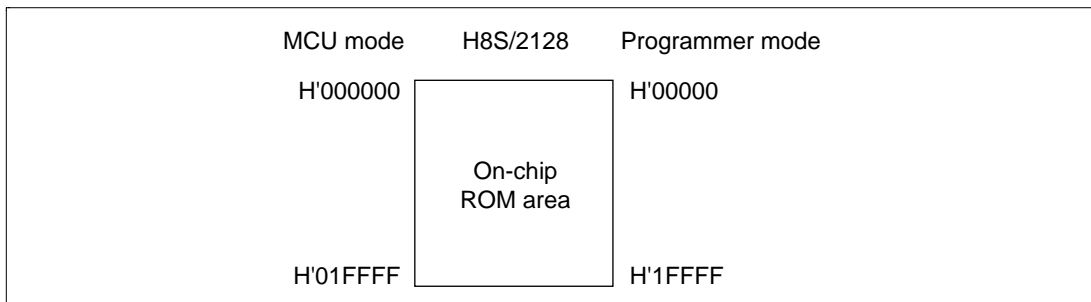 MCU mode H8S/2128 Programmer mode
H'000000 H'00000
On-chip
ROM area
H'01FFFF H'1FFFF